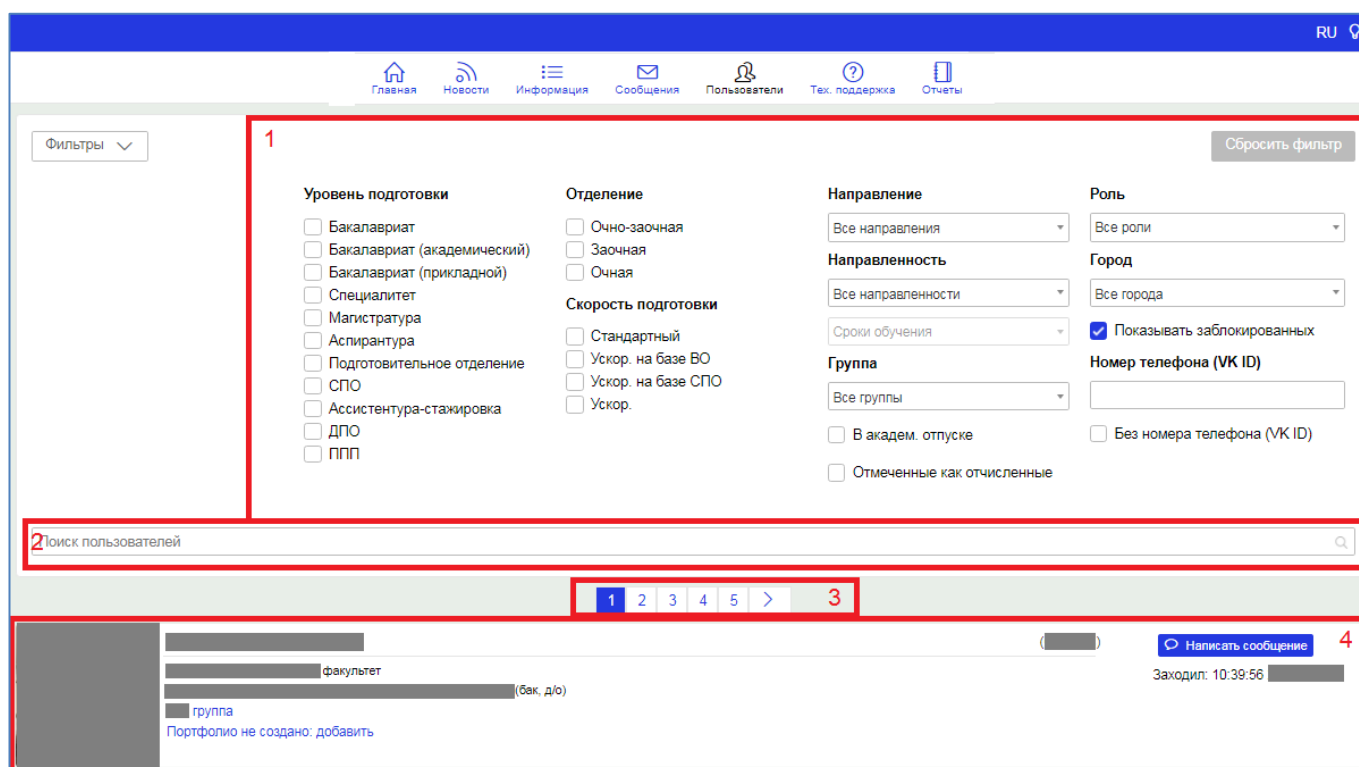 RU
Главная Новости Информация Сообщения Пользователи Тех. поддержка Отчеты
Фильтры
1
Сбросить фильтр
Уровень подготовки
Бакалавриат
Бакалавриат (академический)
Бакалавриат (прикладной)
Специалитет
Магистратура
Аспирантура
Подготовительное отделение
СПО
Ассистентура-стажировка
ДПО
ППП
Отделение
Очно-заочная
Заочная
Очная
Скорость подготовки
Стандартный
Ускор. на базе ВО
Ускор. на базе СПО
Ускор.
Направление
Все направления
Направленность
Все направленности
Сроки обучения
Группа
Все группы
В академ. отпуске
Отмеченные как отчисленные
Роль
Все роли
Город
Все города
Показывать заблокированных
Номер телефона (VK ID)
Без номера телефона (VK ID)
2
Поиск пользователей
1 2 3 4 5
3
( )
Написать сообщение
4
факультет
Заходил: 10:39:56
(бак, д/о)
группа
Портфолио не создано: добавить